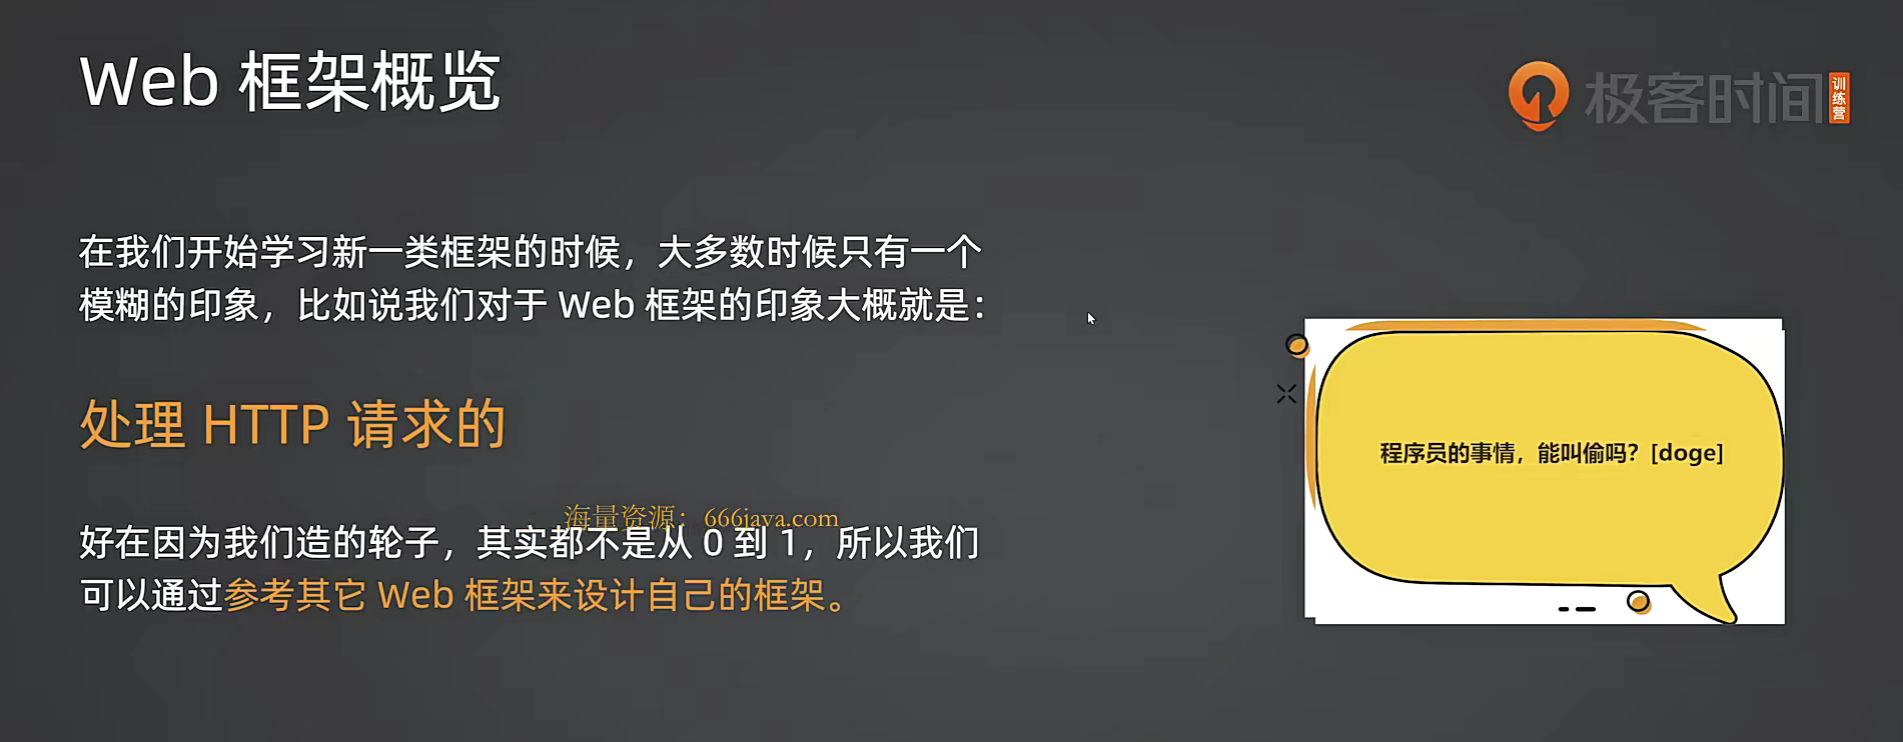 Web 框架概览
极客时间
训练营
在我们开始学习新一类框架的时候，大多数时候只有一个
模糊的印象，比如说我们对于 Web 框架的印象大概就是：
处理 HTTP 请求的
程序员的事情，能叫偷吗？[doge]
海量资源：666java.com
好在因为我们造的轮子，其实都不是从 0 到 1，所以我们
可以通过参考其它 Web 框架来设计自己的框架。